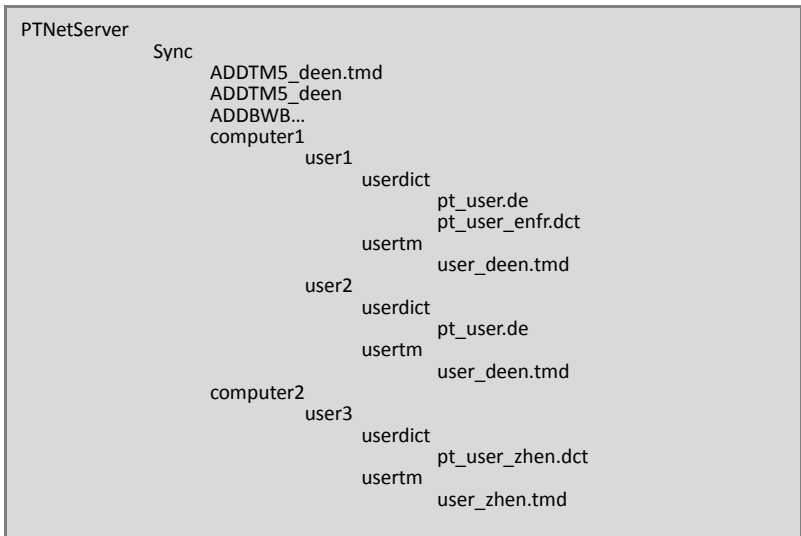 PTNetServer
Sync
ADDTM5_deen.tmd
ADDTM5_deen
ADDBWB…
computer1
user1
userdict
pt_user.de
pt_user_enfr.dct
usertm
user_deen.tmd
user2
userdict
pt_user.de
usertm
user_deen.tmd
computer2
user3
userdict
pt_user_zhen.dct
usertm
user_zhen.tmd